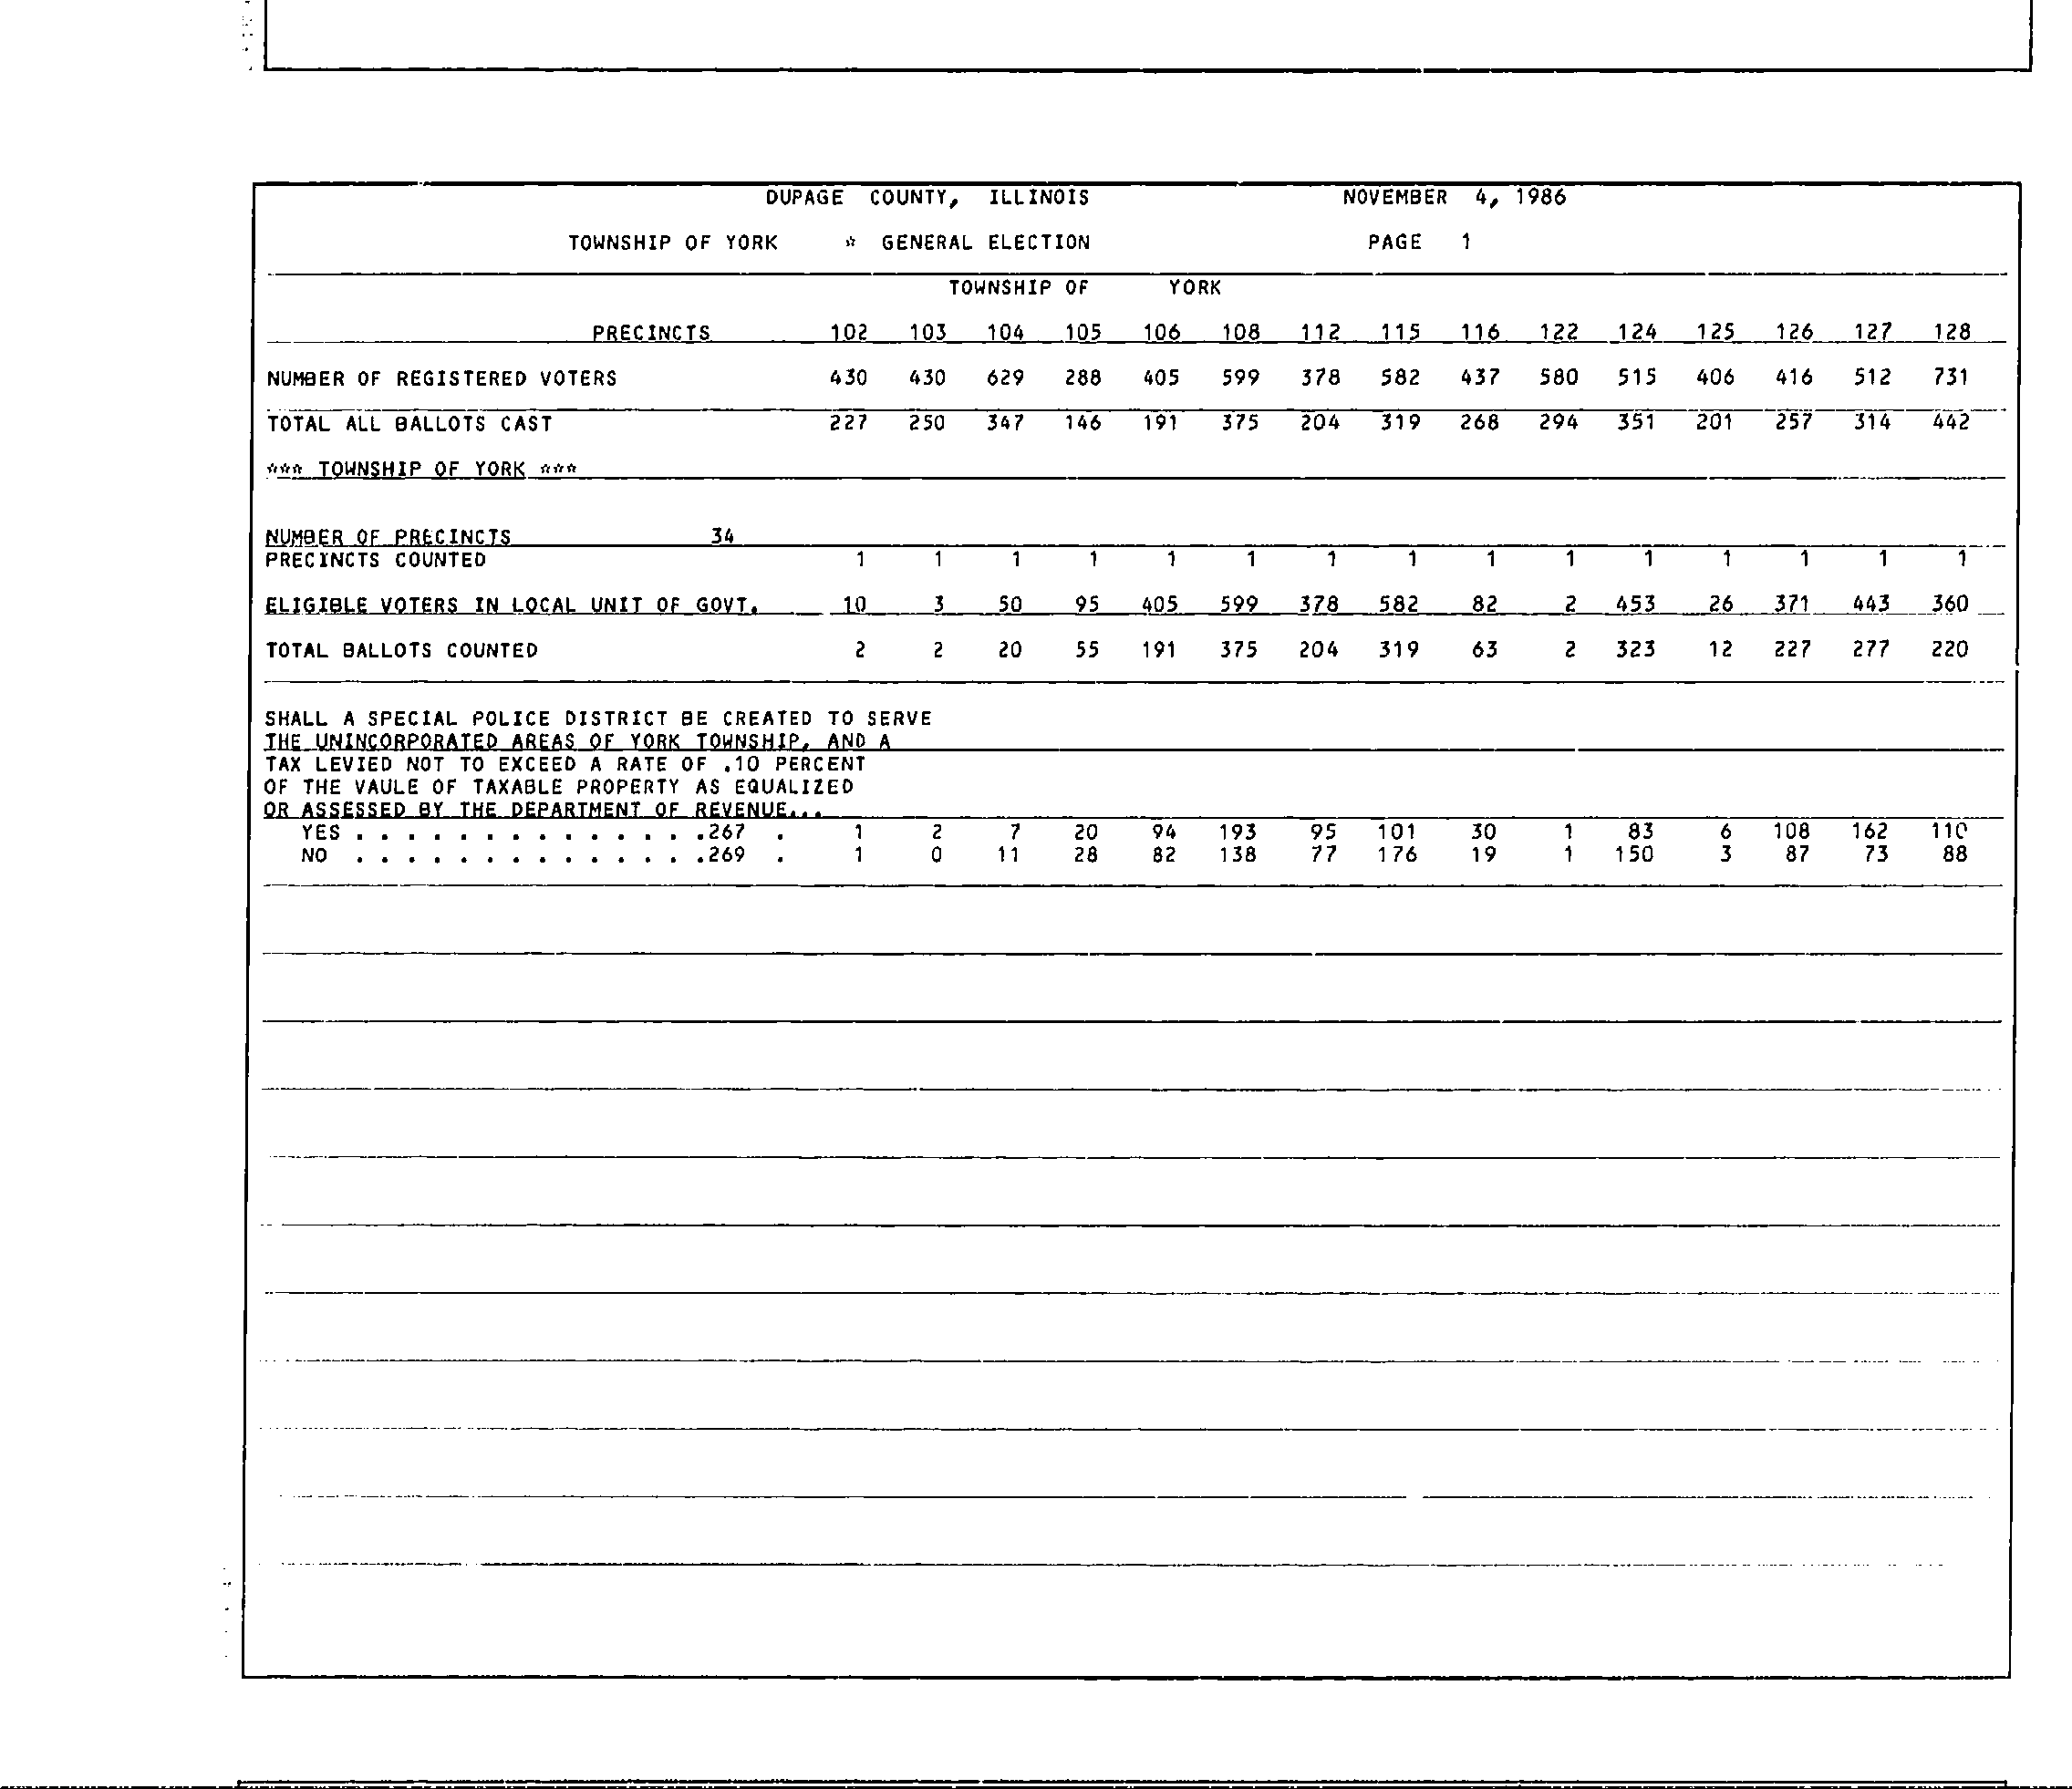 DUPAGE COUNTY, ILLINOIS NOVEMBER 4, 1986
TOWNSHIP OF YORK * GENERAL ELECTION PAGE 1
TOWNSHIP OF YORK
PRECINCTS 102 103 104 105 106 108 112 115 116 122 124 125 126 127 128
NUMBER OF REGISTERED VOTERS 430 430 629 288 405 599 378 582 437 580 515 406 416 512 731
TOTAL ALL BALLOTS CAST 227 250 347 146 191 375 204 319 268 294 351 201 257 314 442
*** TOWNSHIP OF YORK ***
NUMBER OF PRECINCTS 34
PRECINCTS COUNTED 1 1 1 1 1 1 1 1 1 1 1 1 1 1 1
ELIGIBLE VOTERS IN LOCAL UNIT OF GOVT. 10 3 50 95 405 599 378 582 82 2 453 26 371 443 360
TOTAL BALLOTS COUNTED 2 2 20 55 191 375 204 319 63 2 323 12 227 277 220
SHALL A SPECIAL POLICE DISTRICT BE CREATED TO SERVE
THE UNINCORPORATED AREAS OF YORK TOWNSHIP, AND A
TAX LEVIED NOT TO EXCEED A RATE OF .10 PERCENT
OF THE VAULE OF TAXABLE PROPERTY AS EQUALIZED
OR ASSESSED BY THE DEPARTMENT OF REVENUE...
YES . . . . . . . . . . . . . .267 . 1 2 7 20 94 193 95 101 30 1 83 6 108 162 110
NO . . . . . . . . . . . . . .269 . 1 0 11 28 82 138 77 176 19 1 150 3 87 73 88